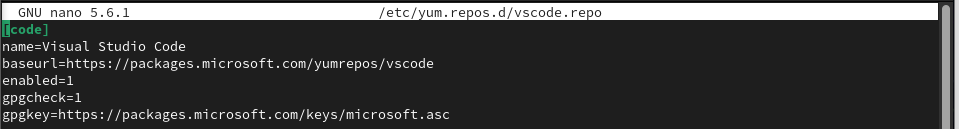 GNU nano 5.6.1 /etc/yum.repos.d/vscode.repo
[code]
name=Visual Studio Code
baseurl=https://packages.microsoft.com/yumrepos/vscode
enabled=1
gpgcheck=1
gpgkey=https://packages.microsoft.com/keys/microsoft.asc